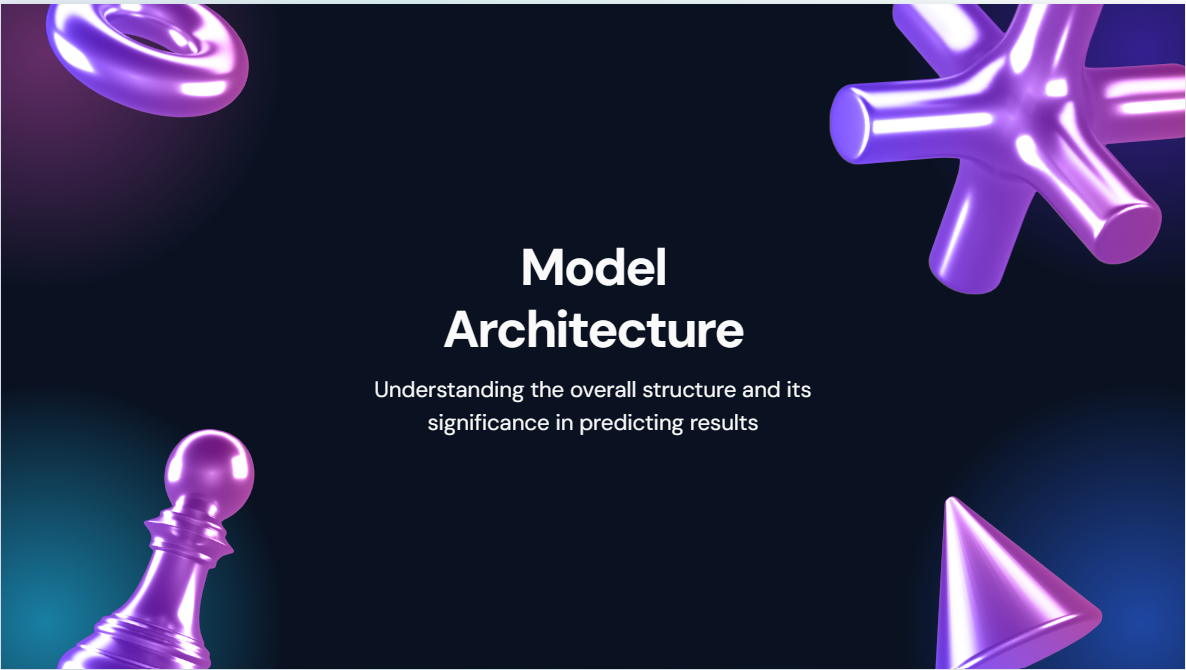 Model
Architecture
Understanding the overall structure and its
significance in predicting results